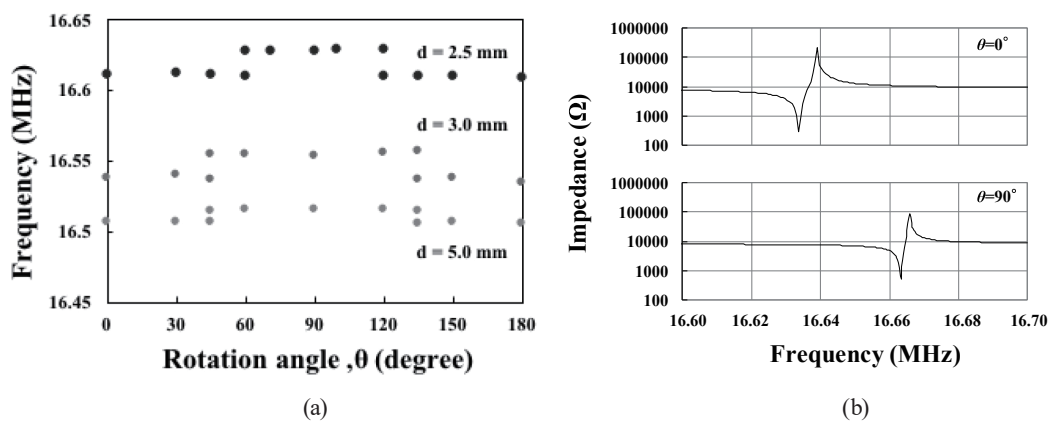 16.65
16.6
16.55
16.5
16.45
Frequency (MHz)
d = 2.5 mm
d = 3.0 mm
d = 5.0 mm
0 30 60 90 120 150 180
Rotation angle ,θ (degree)
(a)
1000000
100000
10000
1000
100
θ=0°
Impedance (Ω)
1000000
100000
10000
1000
100
θ=90°
16.60 16.62 16.64 16.66 16.68 16.70
Frequency (MHz)
(b)